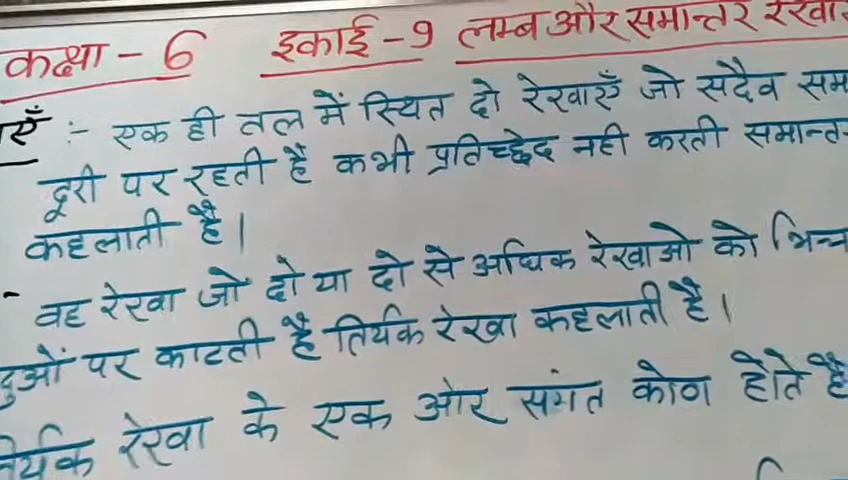 कक्षा - 6 इकाई - 9 लम्ब और समान्तर रेखा
:- एक ही तल में स्थित दो रेखाएँ जो सदैव सम
दूरी पर रहती हैं कभी प्रतिच्छेद नही करती समान्त
कहलाती है।
- वह रेखा जो दो या दो से अधिक रेखाओ को भिन्न
दुओं पर काटती है तिर्यक रेखा कहलाती है।
र्यक रेखा के एक ओर संगत कोण होते है